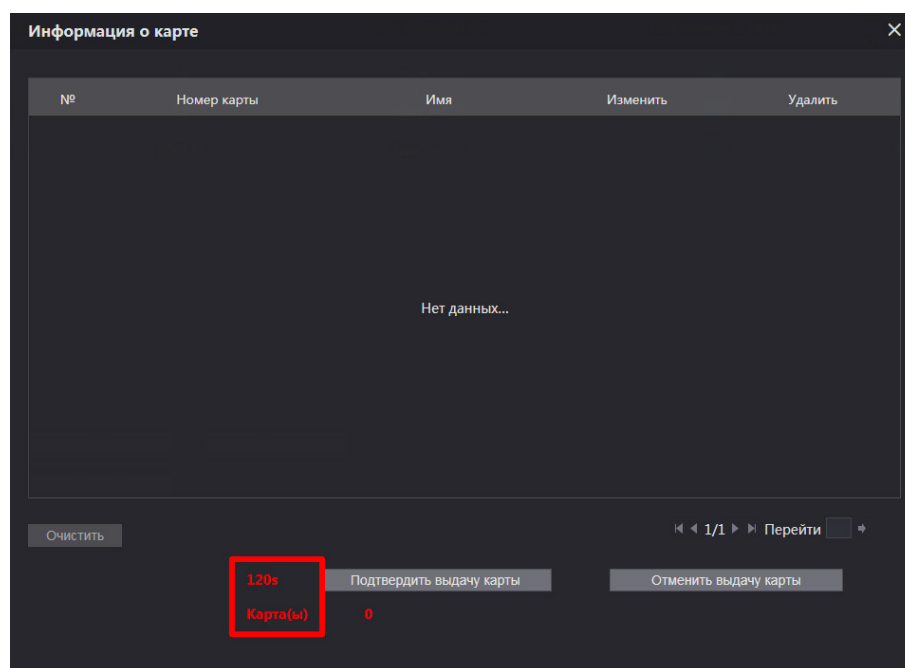 Информация о карте
№ Номер карты Имя Изменить Удалить
Нет данных...
Очистить 1/1 Перейти
120s Подтвердить выдачу карты Отменить выдачу карты
Карта(ы) 0